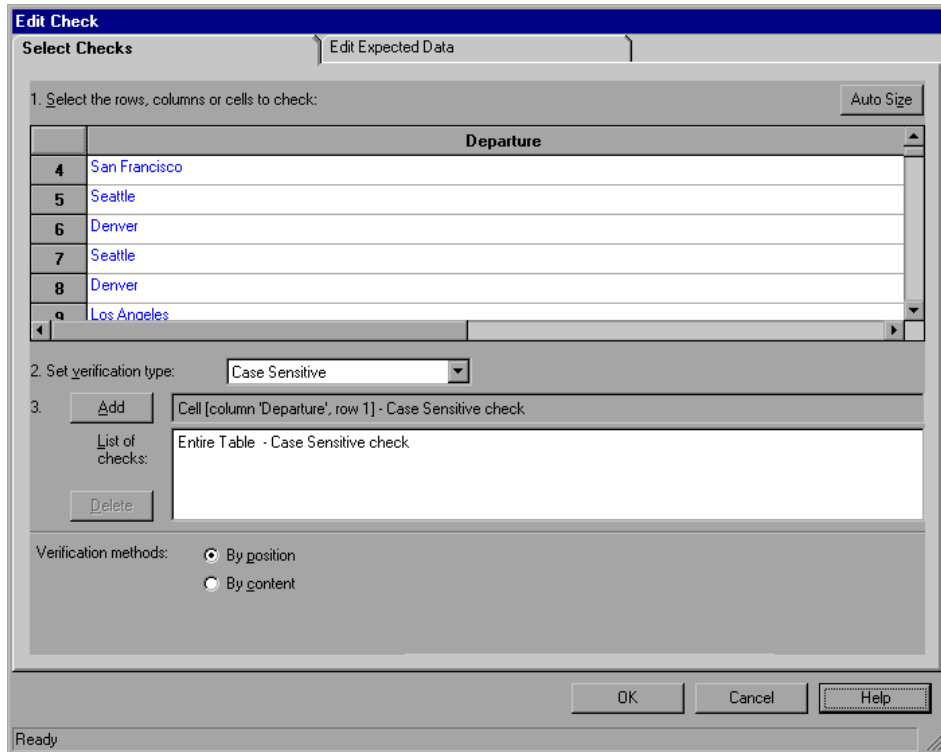 Edit Check
Select Checks
Edit Expected Data
1. Select the rows, columns or cells to check:
Auto Size
Departure
4 San Francisco
5 Seattle
6 Denver
7 Seattle
8 Denver
9 Los Angeles
2. Set verification type: Case Sensitive
3. Add Cell [column 'Departure', row 1] - Case Sensitive check
List of checks:
Entire Table - Case Sensitive check
Delete
Verification methods: By position
By content
OK Cancel Help
Ready